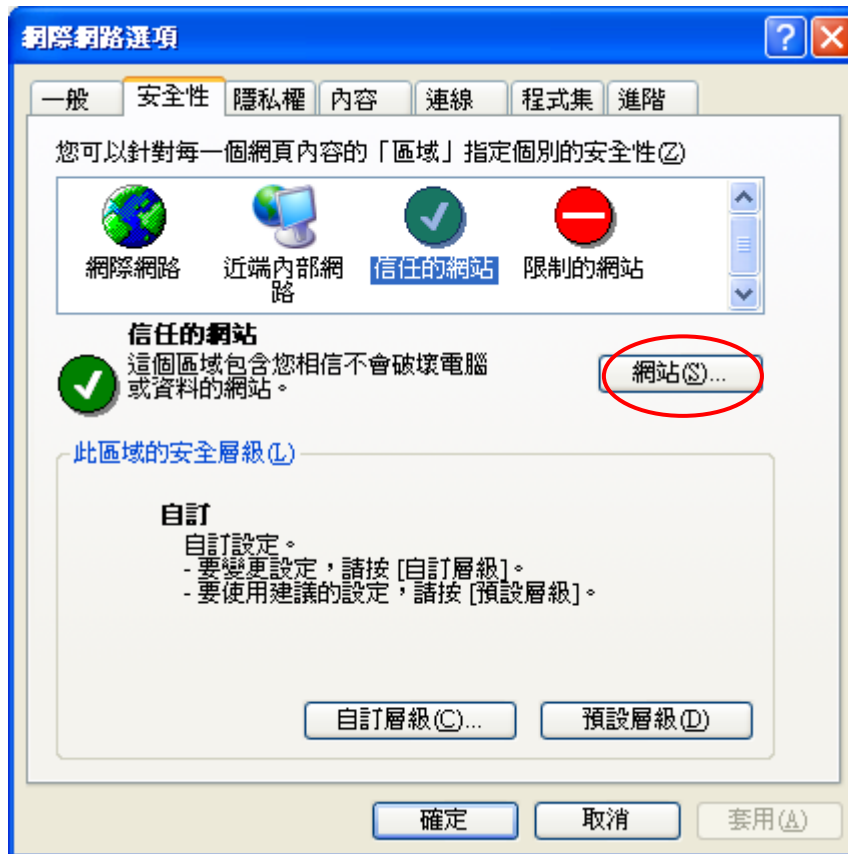 網際網路選項
一般 安全性 隱私權 內容 連線 程式集 進階
您可以針對每一個網頁內容的「區域」指定個別的安全性(Z)
網際網路 近端內部網路 信任的網站 限制的網站
信任的網站
這個區域包含您相信不會破壞電腦
或資料的網站。
網站(S)...
此區域的安全層級(L)
自訂
自訂設定。
- 要變更設定，請按 [自訂層級]。
- 要使用建議的設定，請按 [預設層級]。
自訂層級(C)... 預設層級(D)
確定 取消 套用(A)